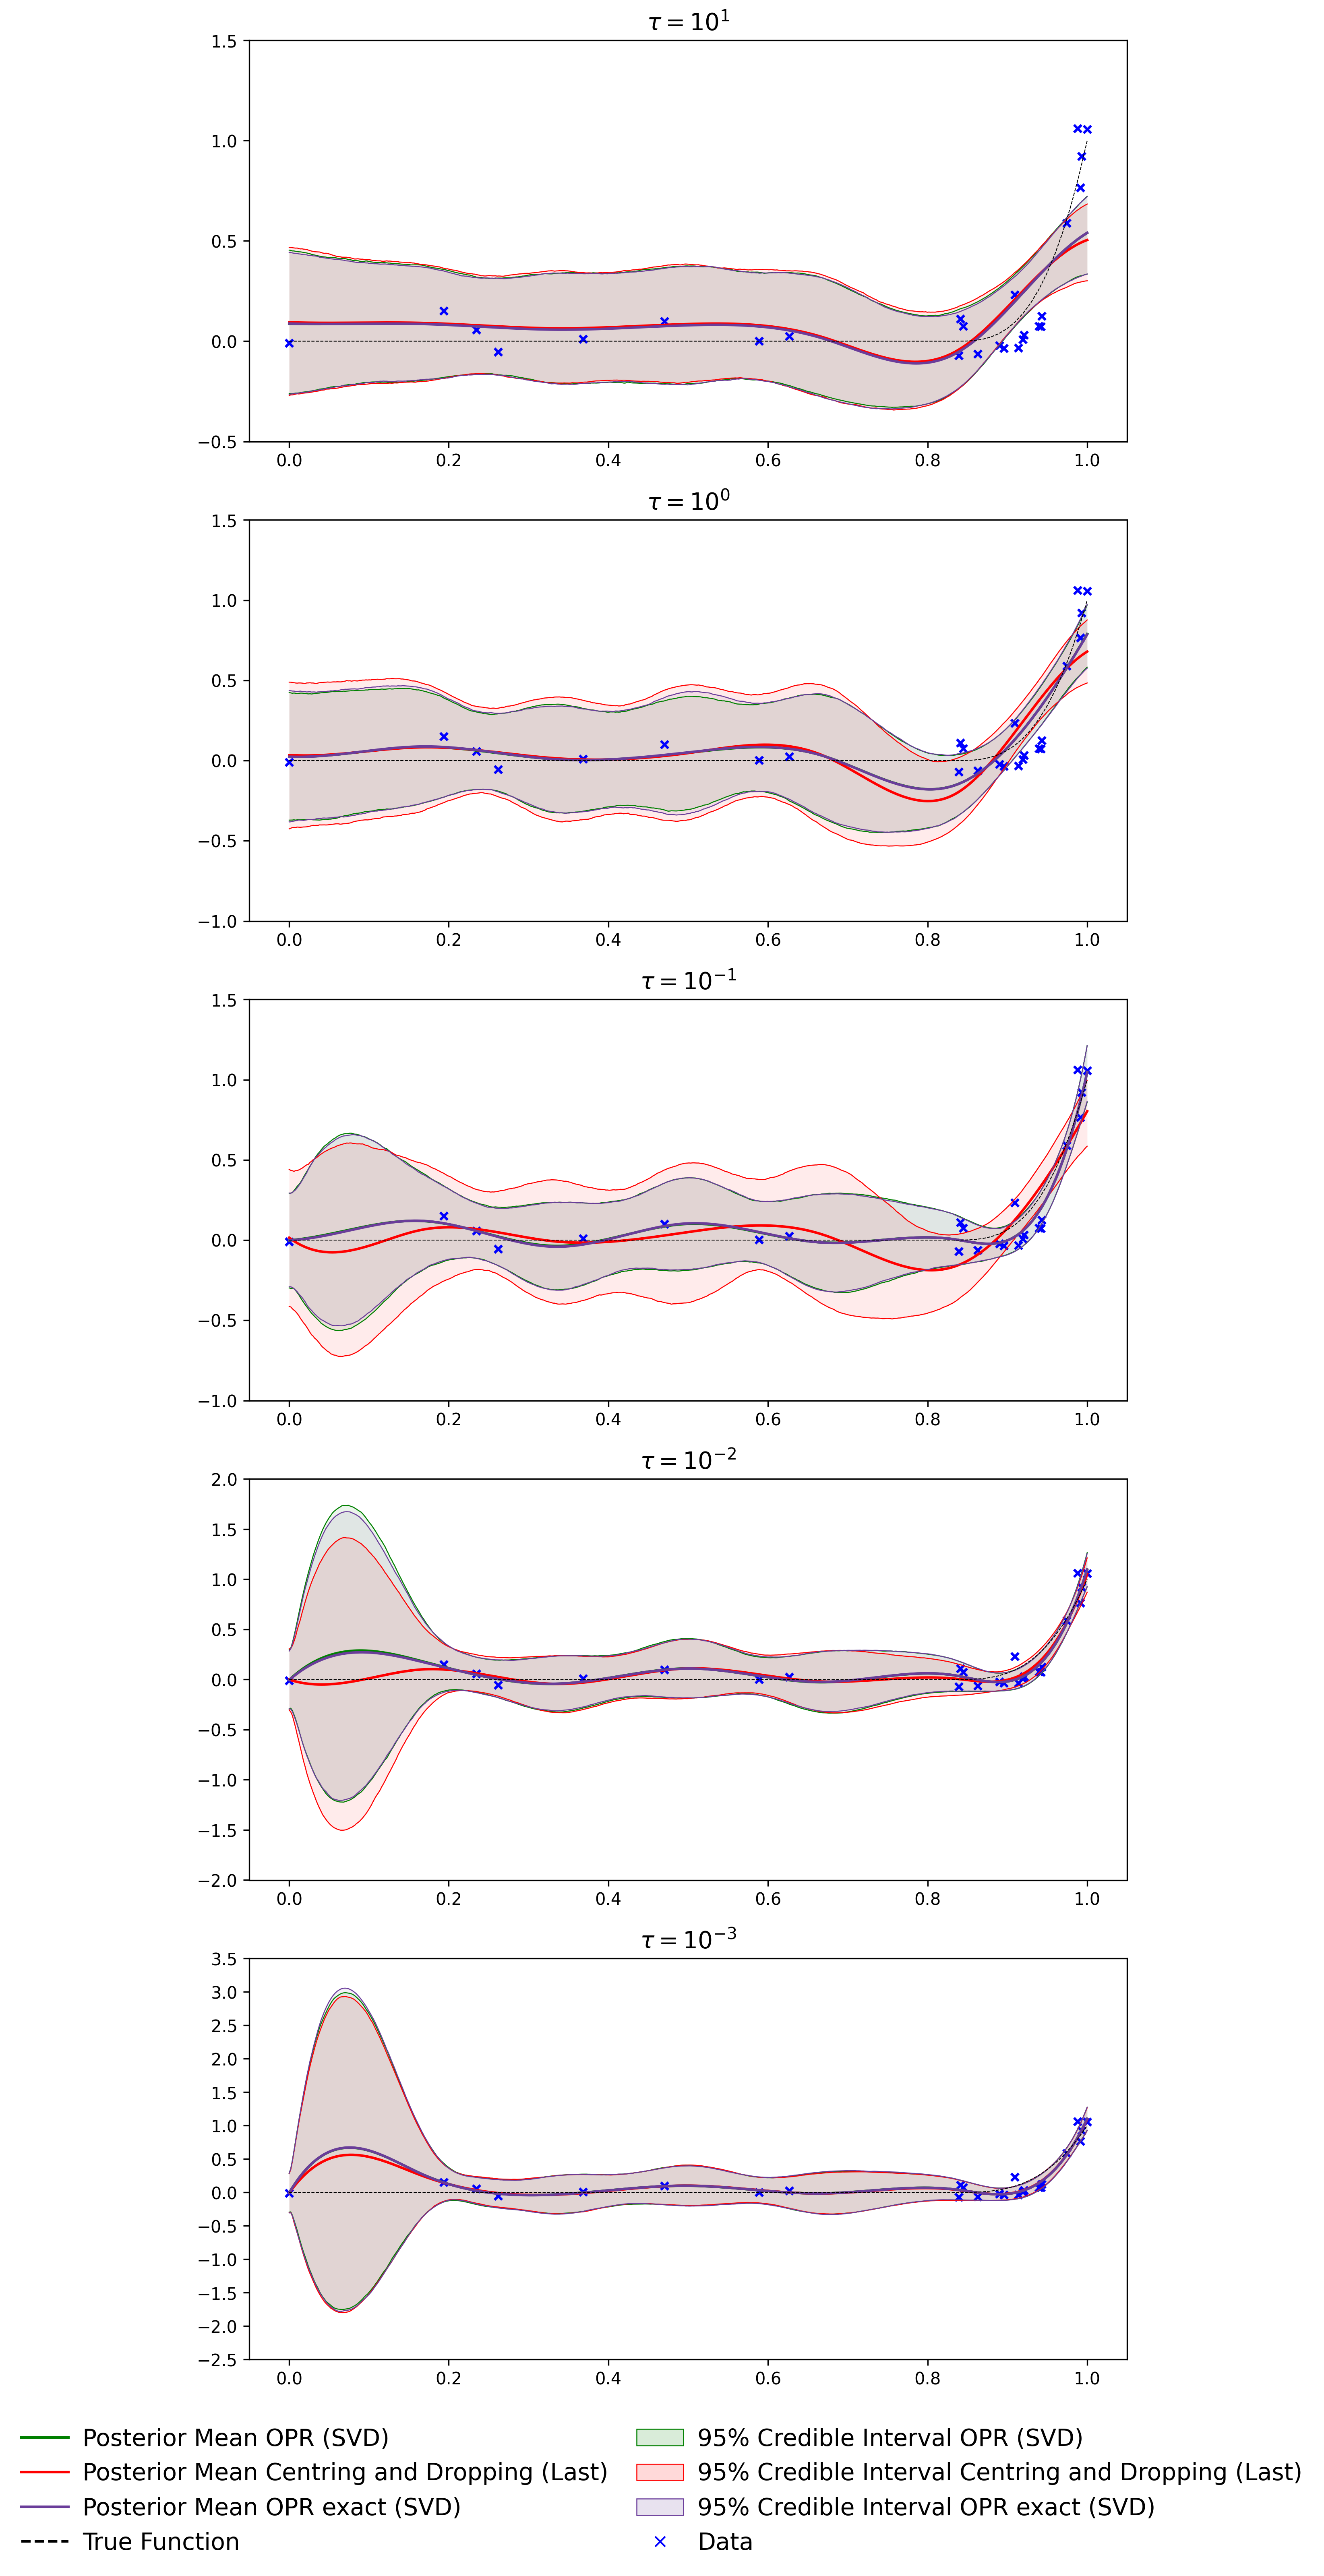 τ = 10¹
1.5
1.0
0.5
0.0
−0.5
0.0 0.2 0.4 0.6 0.8 1.0
τ = 10⁰
1.5
1.0
0.5
0.0
−0.5
−1.0
0.0 0.2 0.4 0.6 0.8 1.0
τ = 10⁻¹
1.5
1.0
0.5
0.0
−0.5
−1.0
0.0 0.2 0.4 0.6 0.8 1.0
τ = 10⁻²
2.0
1.5
1.0
0.5
0.0
−0.5
−1.0
−1.5
−2.0
0.0 0.2 0.4 0.6 0.8 1.0
τ = 10⁻³
3.5
3.0
2.5
2.0
1.5
1.0
0.5
0.0
−0.5
−1.0
−1.5
−2.0
−2.5
0.0 0.2 0.4 0.6 0.8 1.0
Posterior Mean OPR (SVD)
Posterior Mean Centring and Dropping (Last)
Posterior Mean OPR exact (SVD)
True Function
95% Credible Interval OPR (SVD)
95% Credible Interval Centring and Dropping (Last)
95% Credible Interval OPR exact (SVD)
Data